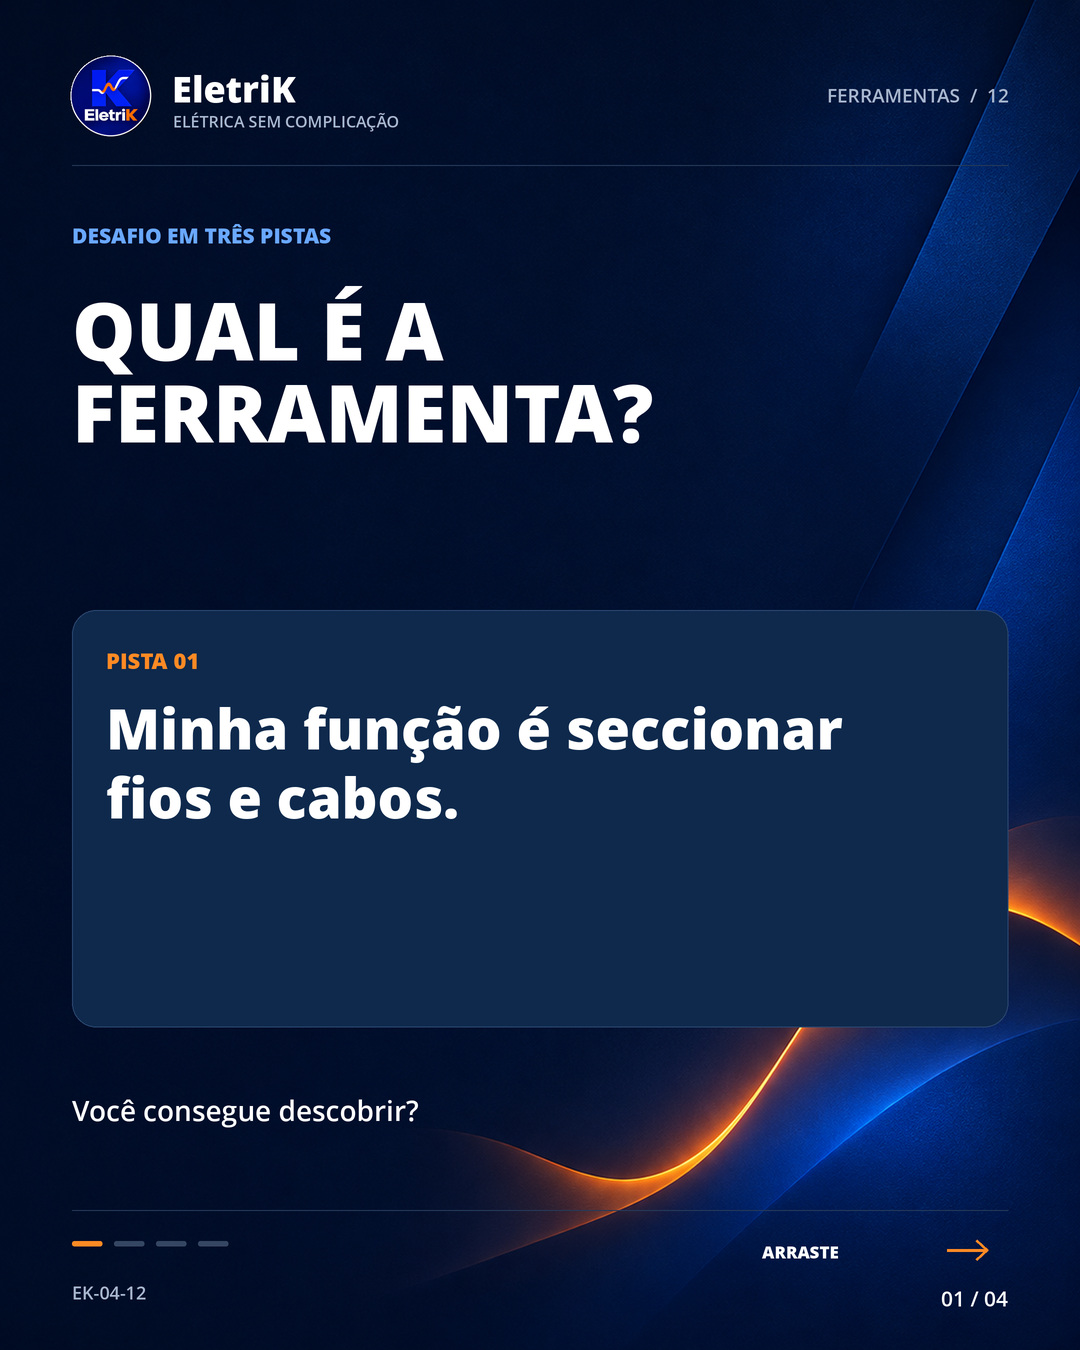 EletriK
EletriK
ELÉTRICA SEM COMPLICAÇÃO
FERRAMENTAS / 12
DESAFIO EM TRÊS PISTAS
QUAL É A
FERRAMENTA?
PISTA 01
Minha função é seccionar
fios e cabos.
Você consegue descobrir?
ARRASTE
EK-04-12
01 / 04